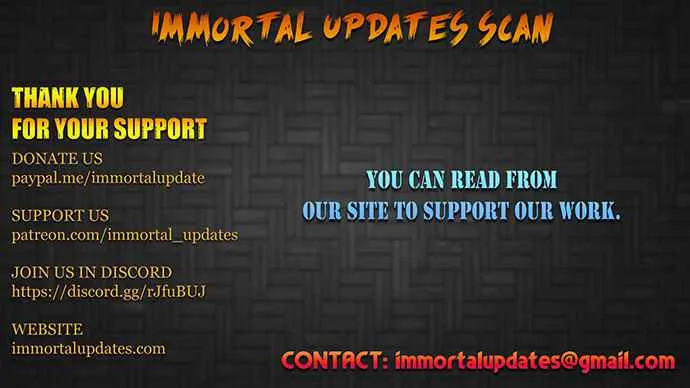 IMMORTAL UPDATES SCAN
THANK YOU
FOR YOUR SUPPORT
DONATE US
paypal.me/immortalupdate
SUPPORT US
patreon.com/immortal_updates
JOIN US IN DISCORD
https://discord.gg/rJfuBUJ
WEBSITE
immortalupdates.com
YOU CAN READ FROM
OUR SITE TO SUPPORT OUR WORK.
CONTACT: immortalupdates@gmail.com